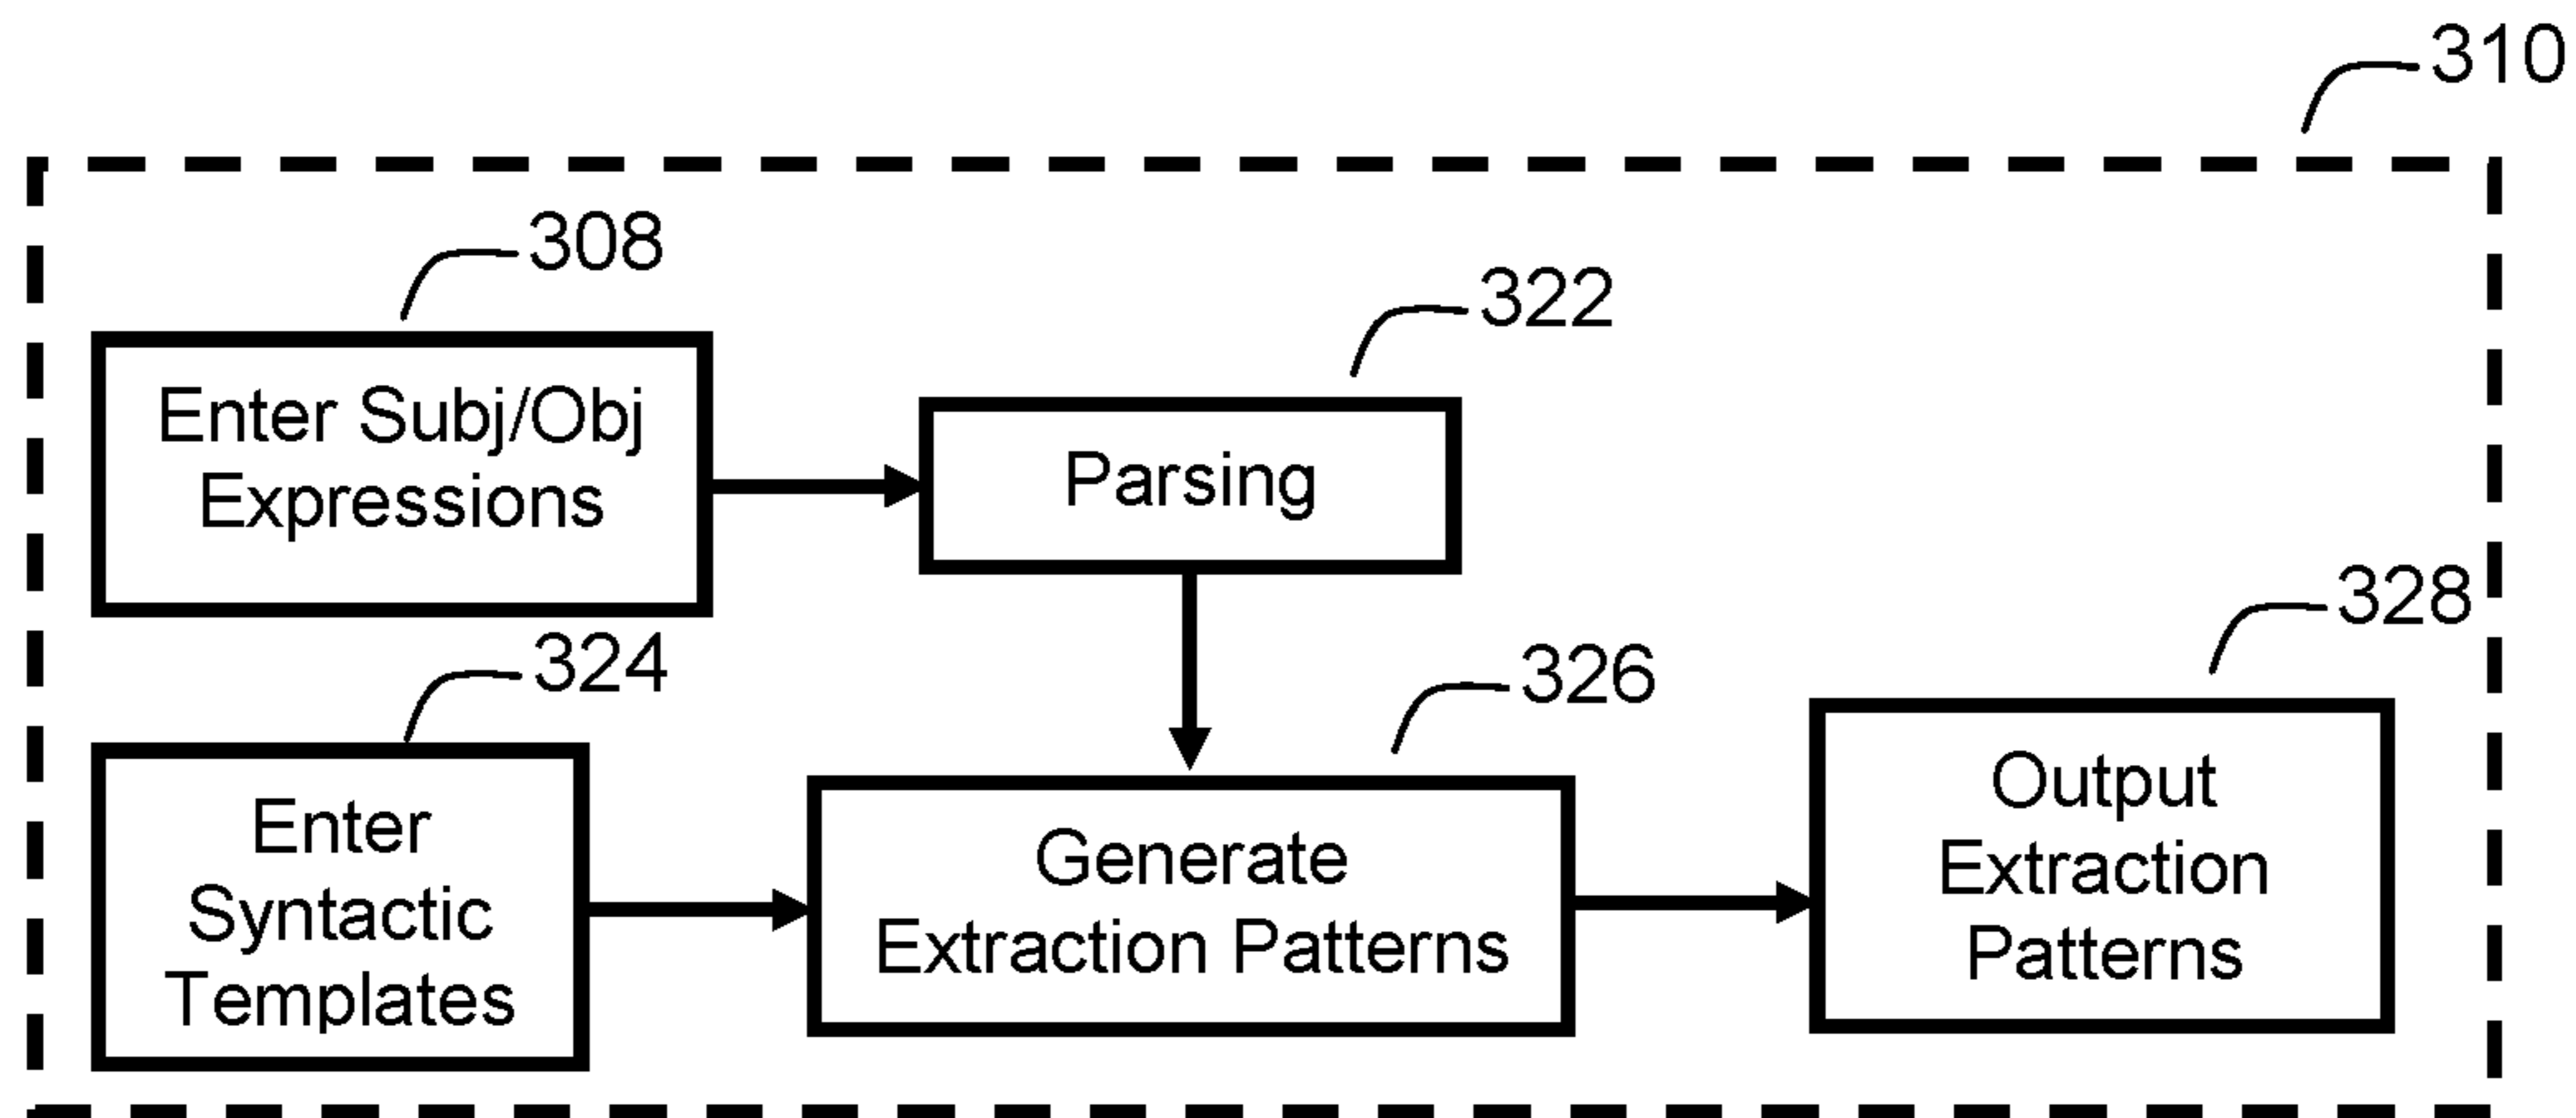 310
308
Enter Subj/Obj
Expressions
322
Parsing
324
Enter
Syntactic
Templates
326
Generate
Extraction Patterns
328
Output
Extraction
Patterns